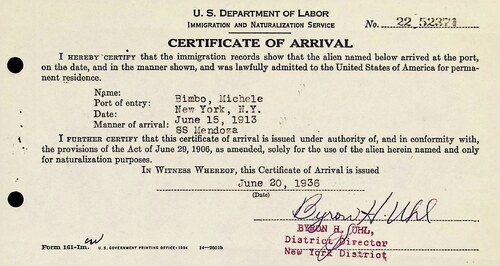 U. S. DEPARTMENT OF LABOR
IMMIGRATION AND NATURALIZATION SERVICE
No. 22 52371
CERTIFICATE OF ARRIVAL
I HEREBY CERTIFY that the immigration records show that the alien named below arrived at the port,
on the date, and in the manner shown, and was lawfully admitted to the United States of America for perma-
nent residence.
Name: Bimbo, Michele
Port of entry: New York, N.Y.
Date: June 15, 1913
Manner of arrival: SS Mendoza
I FURTHER CERTIFY that this certificate of arrival is issued under authority of, and in conformity with,
the provisions of the Act of June 29, 1906, as amended, solely for the use of the alien herein named and only
for naturalization purposes.
IN WITNESS WHEREOF, this Certificate of Arrival is issued
June 20, 1936
(Date)
Byron H. Uhl
BYRON H. UHL,
District Director
New York District
Form 161-Im.
U. S. GOVERNMENT PRINTING OFFICE: 1934